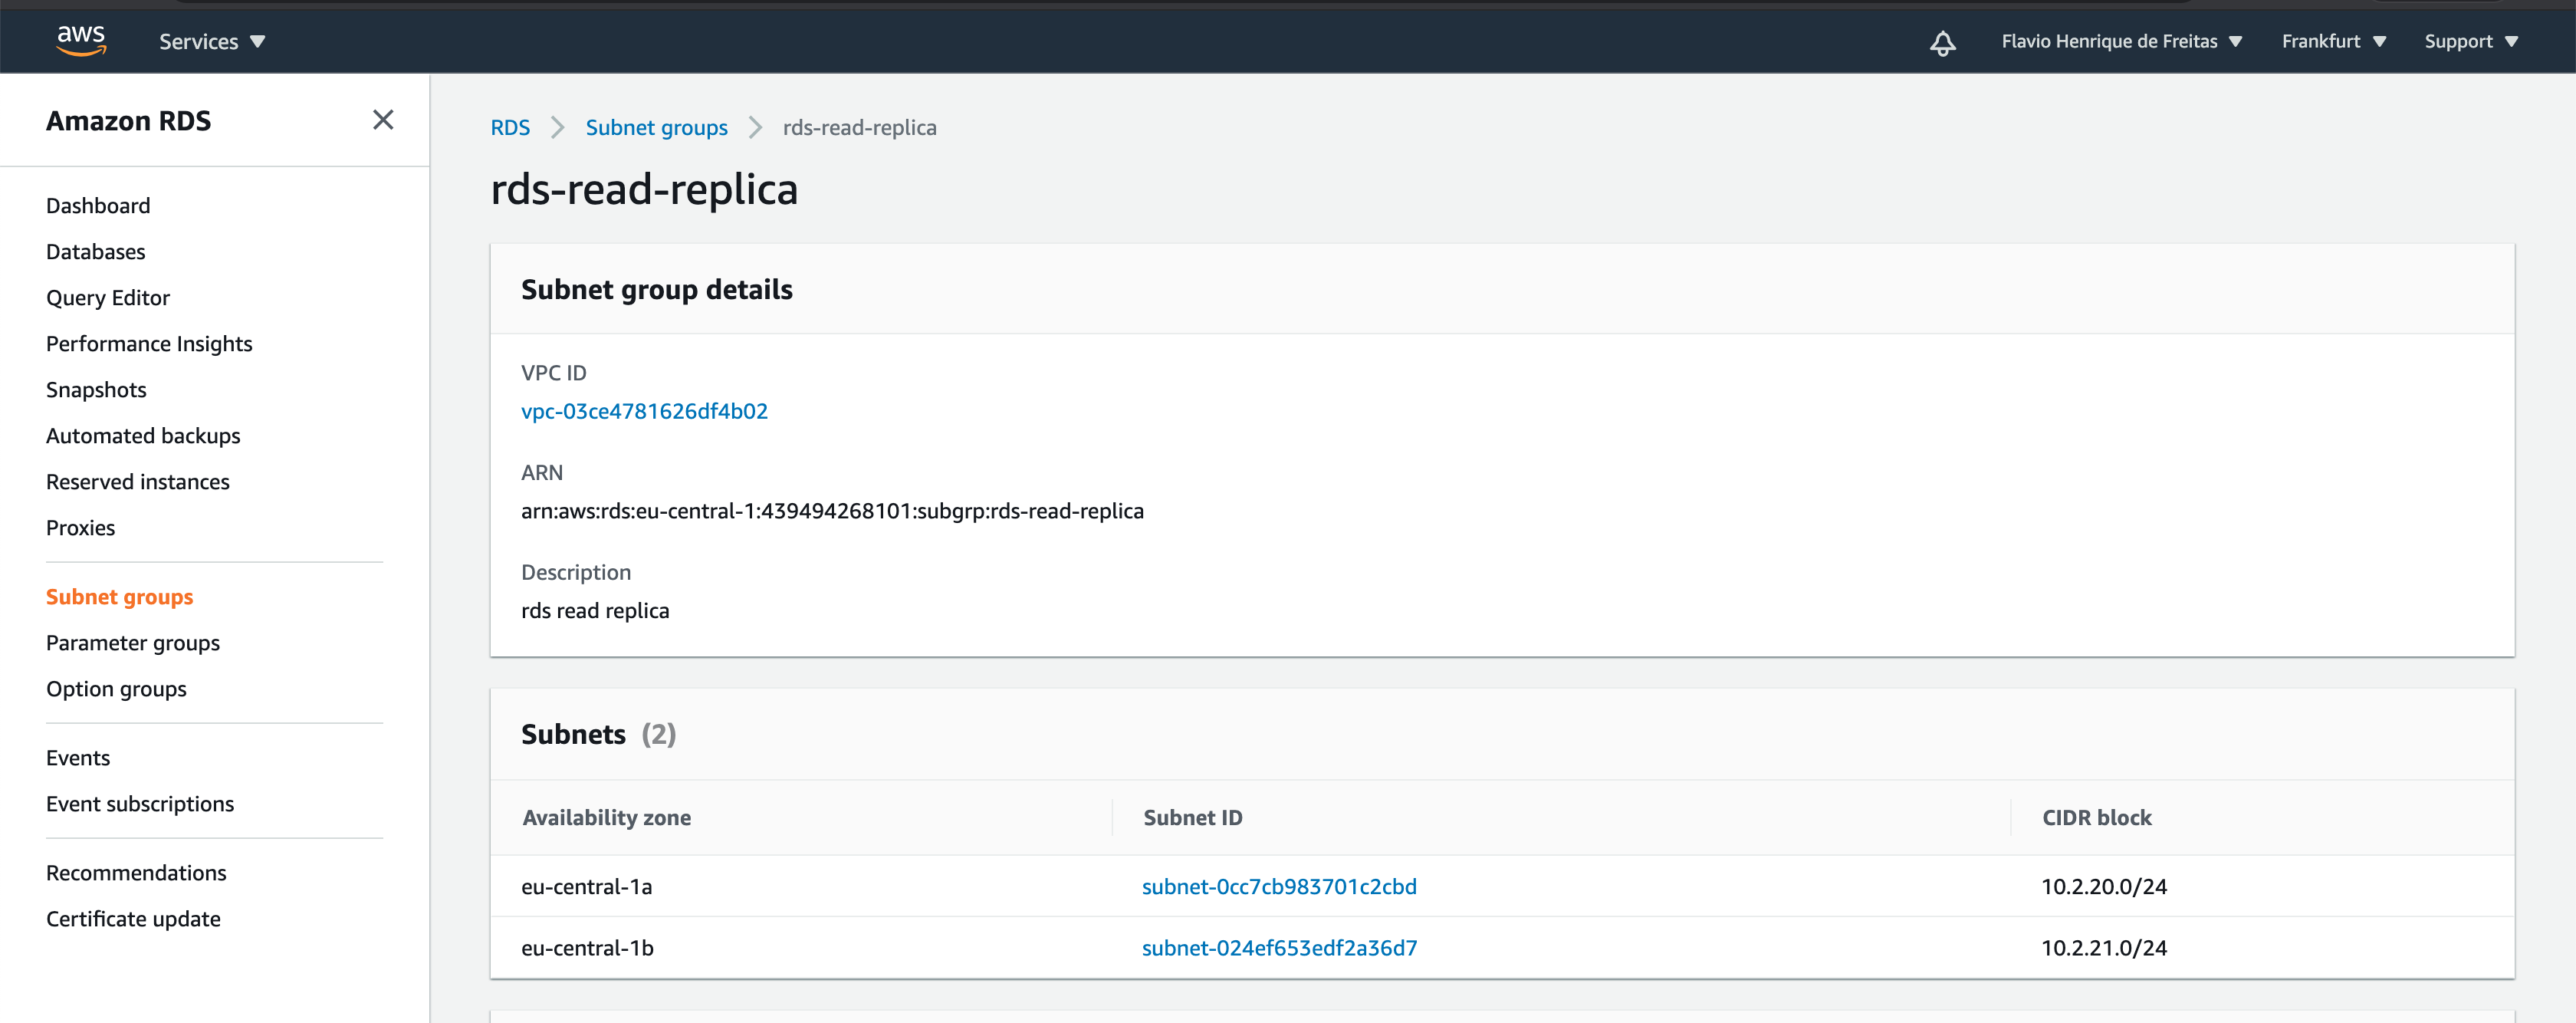 aws Services Flavio Henrique de Freitas Frankfurt Support
Amazon RDS
Dashboard
Databases
Query Editor
Performance Insights
Snapshots
Automated backups
Reserved instances
Proxies
Subnet groups
Parameter groups
Option groups
Events
Event subscriptions
Recommendations
Certificate update
RDS Subnet groups rds-read-replica
rds-read-replica
Subnet group details
VPC ID
vpc-03ce4781626df4b02
ARN
arn:aws:rds:eu-central-1:439494268101:subgrp:rds-read-replica
Description
rds read replica
Subnets (2)
Availability zone Subnet ID CIDR block
eu-central-1a subnet-0cc7cb983701c2cbd 10.2.20.0/24
eu-central-1b subnet-024ef653edf2a36d7 10.2.21.0/24